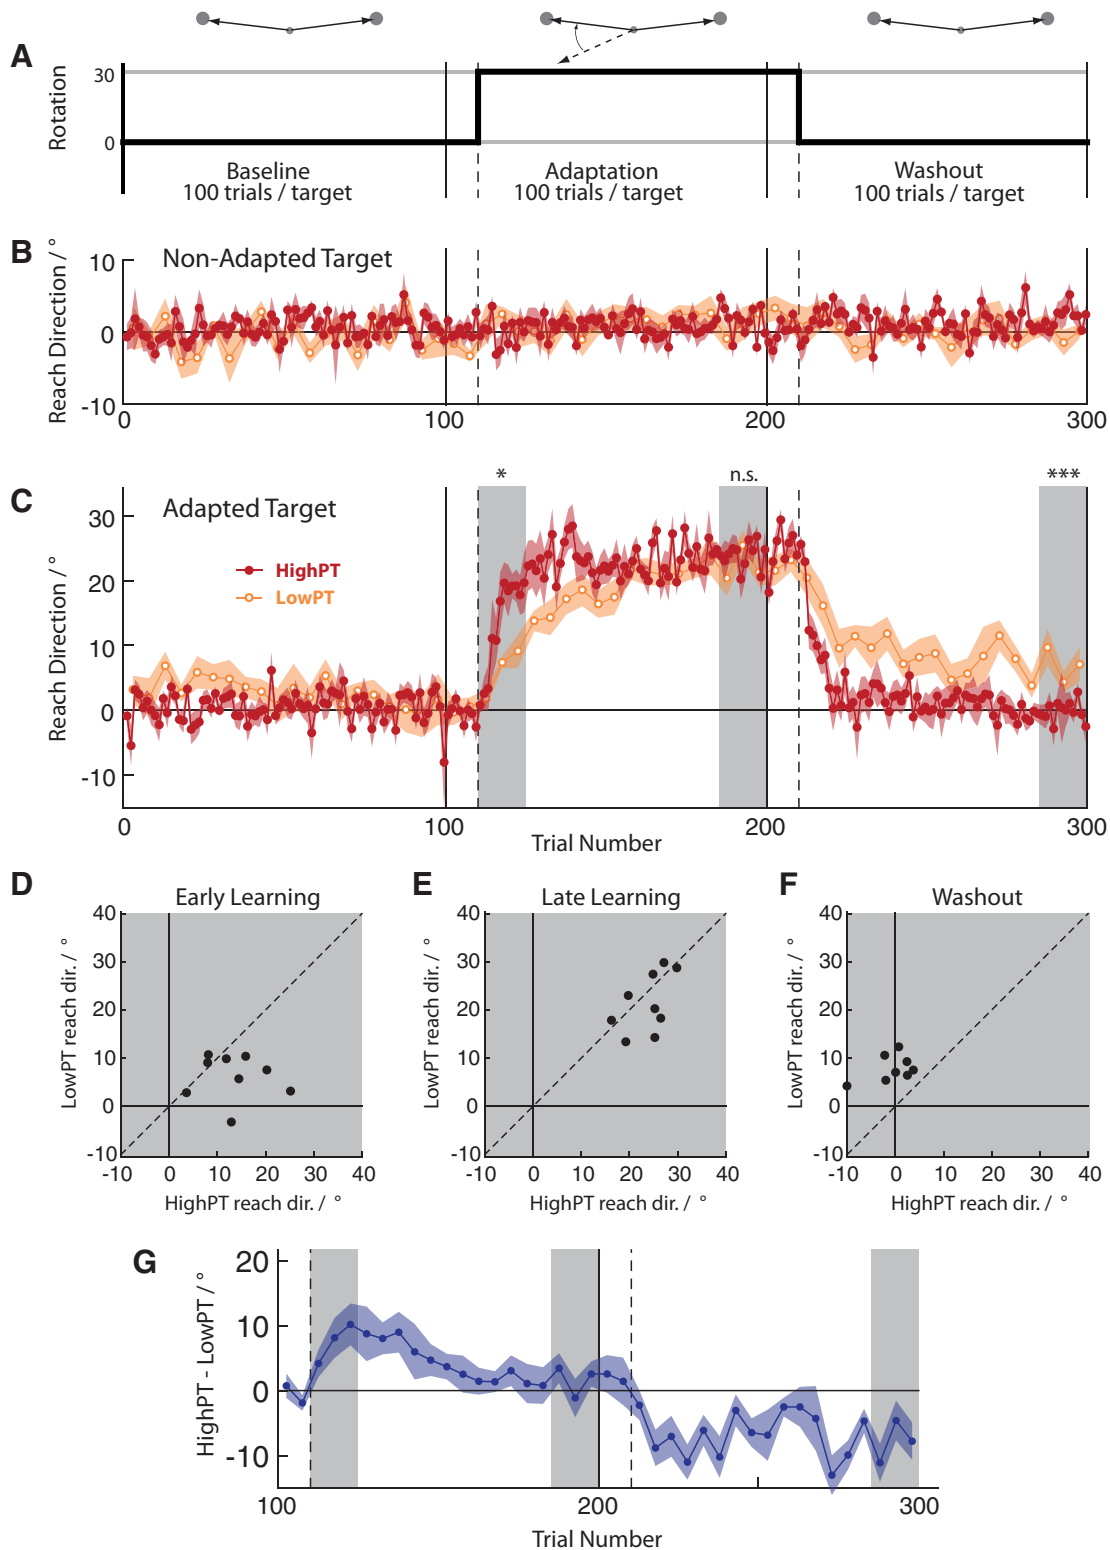 A
Rotation
30
0
Baseline
100 trials / target
Adaptation
100 trials / target
Washout
100 trials / target
B
Reach Direction / °
10
0
-10
Non-Adapted Target
0
100
200
300
C
Reach Direction / °
30
20
10
0
-10
Adapted Target
HighPT
LowPT
*
n.s.
***
0
100
200
300
Trial Number
D
Early Learning
LowPT reach dir. / °
40
30
20
10
0
-10
-10
0
10
20
30
40
HighPT reach dir. / °
E
Late Learning
LowPT reach dir. / °
40
30
20
10
0
-10
-10
0
10
20
30
40
HighPT reach dir. / °
F
Washout
LowPT reach dir. / °
40
30
20
10
0
-10
-10
0
10
20
30
40
HighPT reach dir. / °
G
HighPT - LowPT / °
20
10
0
-10
100
200
300
Trial Number